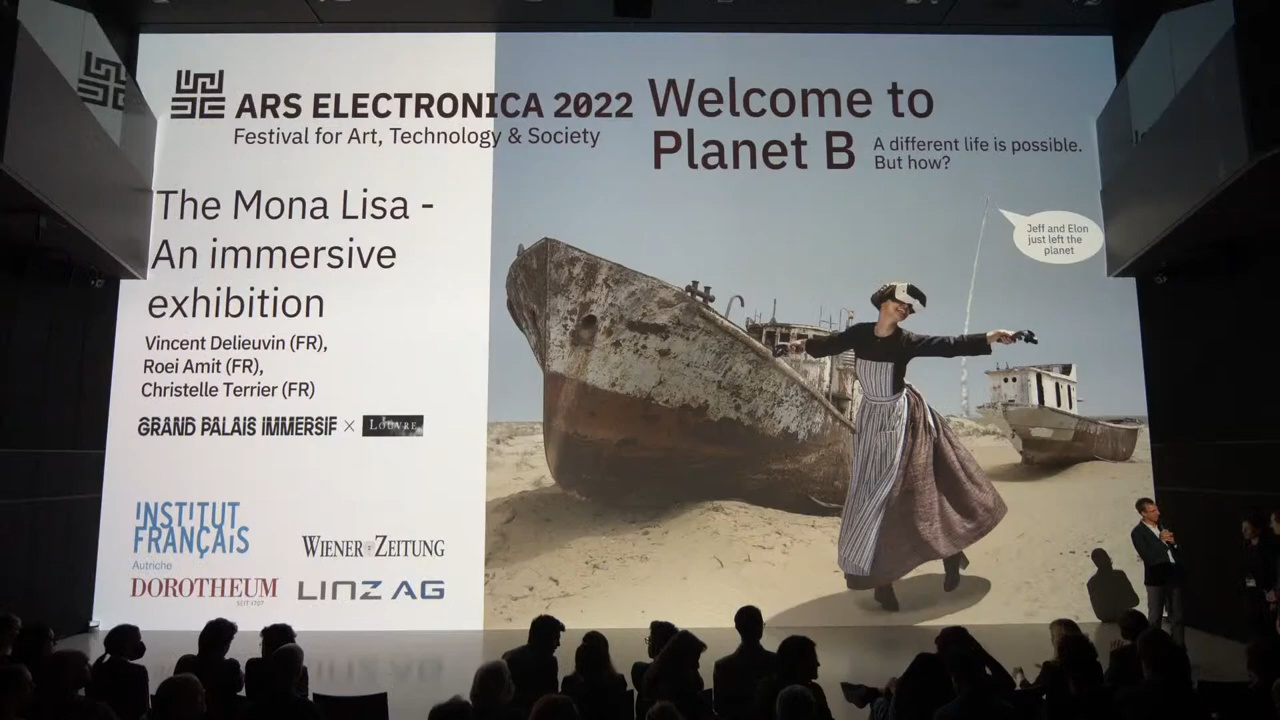 ARS ELECTRONICA 2022
Festival for Art, Technology & Society
Welcome to
Planet B
A different life is possible.
But how?
The Mona Lisa -
An immersive
exhibition
Vincent Delieuvin (FR),
Roei Amit (FR),
Christelle Terrier (FR)
GRAND PALAIS IMMERSIF × LOUVRE
Jeff and Elon
just left the
planet
INSTITUT
FRANÇAIS
Autriche
WIENER ZEITUNG
DOROTHEUM
SEIT 1707
LINZ AG